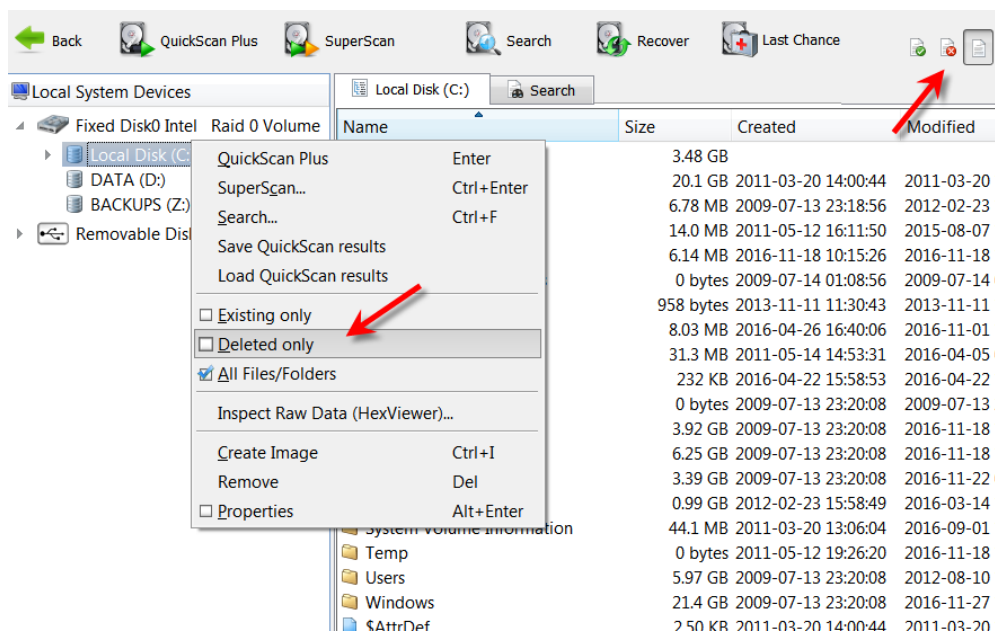 Back QuickScan Plus SuperScan Search Recover Last Chance
Local System Devices
Fixed Disk0 Intel Raid 0 Volume
Local Disk (C:
DATA (D:)
BACKUPS (Z:)
Removable Dis
QuickScan Plus Enter
SuperScan... Ctrl+Enter
Search... Ctrl+F
Save QuickScan results
Load QuickScan results
Existing only
Deleted only
All Files/Folders
Inspect Raw Data (HexViewer)...
Create Image Ctrl+I
Remove Del
Properties Alt+Enter
Local Disk (C:) Search
Name Size Created Modified
3.48 GB
20.1 GB 2011-03-20 14:00:44 2011-03-20
6.78 MB 2009-07-13 23:18:56 2012-02-23
14.0 MB 2011-05-12 16:11:50 2015-08-07
6.14 MB 2016-11-18 10:15:26 2016-11-18
0 bytes 2009-07-14 01:08:56 2009-07-14
958 bytes 2013-11-11 11:30:43 2013-11-11
8.03 MB 2016-04-26 16:40:06 2016-11-01
31.3 MB 2011-05-14 14:53:31 2016-04-05
232 KB 2016-04-22 15:58:53 2016-04-22
0 bytes 2009-07-13 23:20:08 2009-07-13
3.92 GB 2009-07-13 23:20:08 2016-11-18
6.25 GB 2009-07-13 23:20:08 2016-11-18
3.39 GB 2009-07-13 23:20:08 2016-11-22
0.99 GB 2012-02-23 15:58:49 2016-03-14
System Volume Information 44.1 MB 2011-03-20 13:06:04 2016-09-01
Temp 0 bytes 2011-05-12 19:26:20 2016-11-18
Users 5.97 GB 2009-07-13 23:20:08 2012-08-10
Windows 21.4 GB 2009-07-13 23:20:08 2016-11-27
$AttrDef 2.50 KB 2011-03-20 14:00:44 2011-03-20